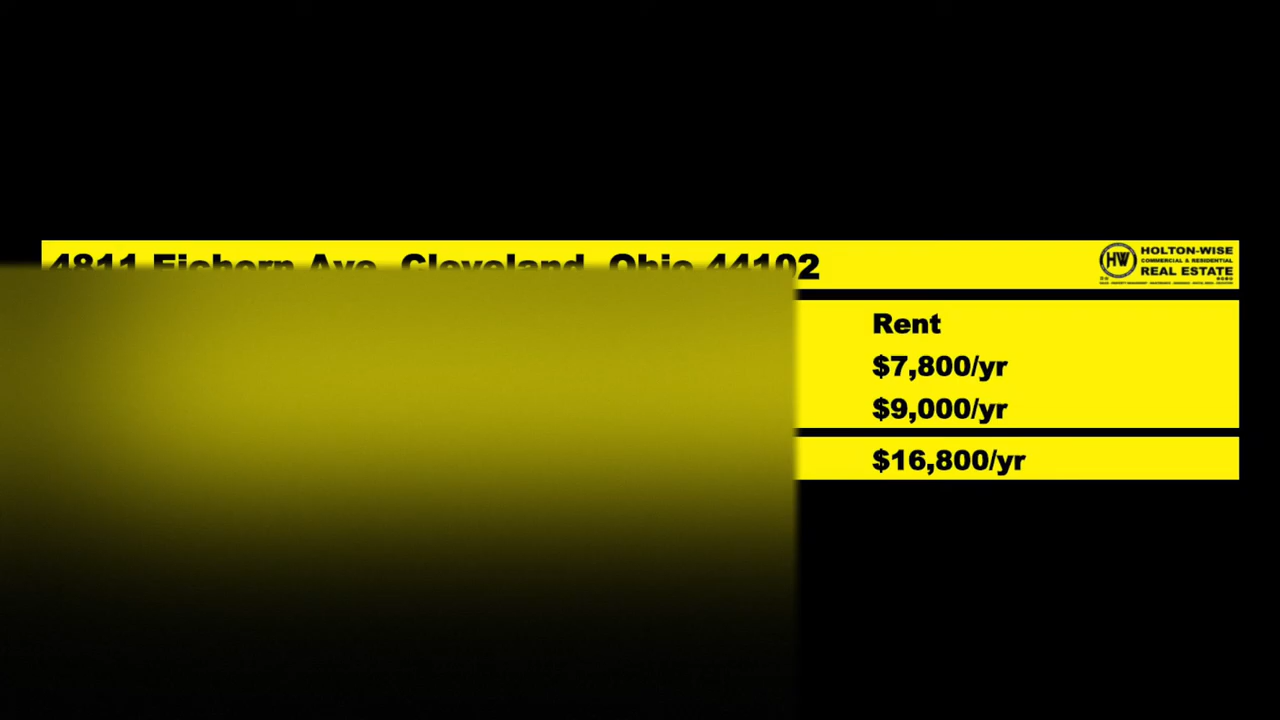 4811 Eichorn Ave, Cleveland, Ohio 44102
HOLTON-WISE
COMMERCIAL & RESIDENTIAL
REAL ESTATE
Rent
$7,800/yr
$9,000/yr
$16,800/yr